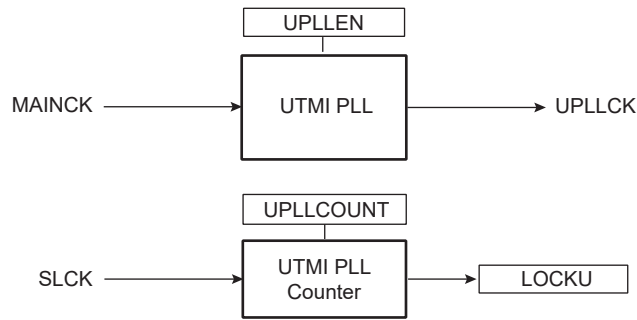 UPLLEN
MAINCK
UTMI PLL
UPLLCK
UPLLCOUNT
SLCK
UTMI PLL
Counter
LOCKU